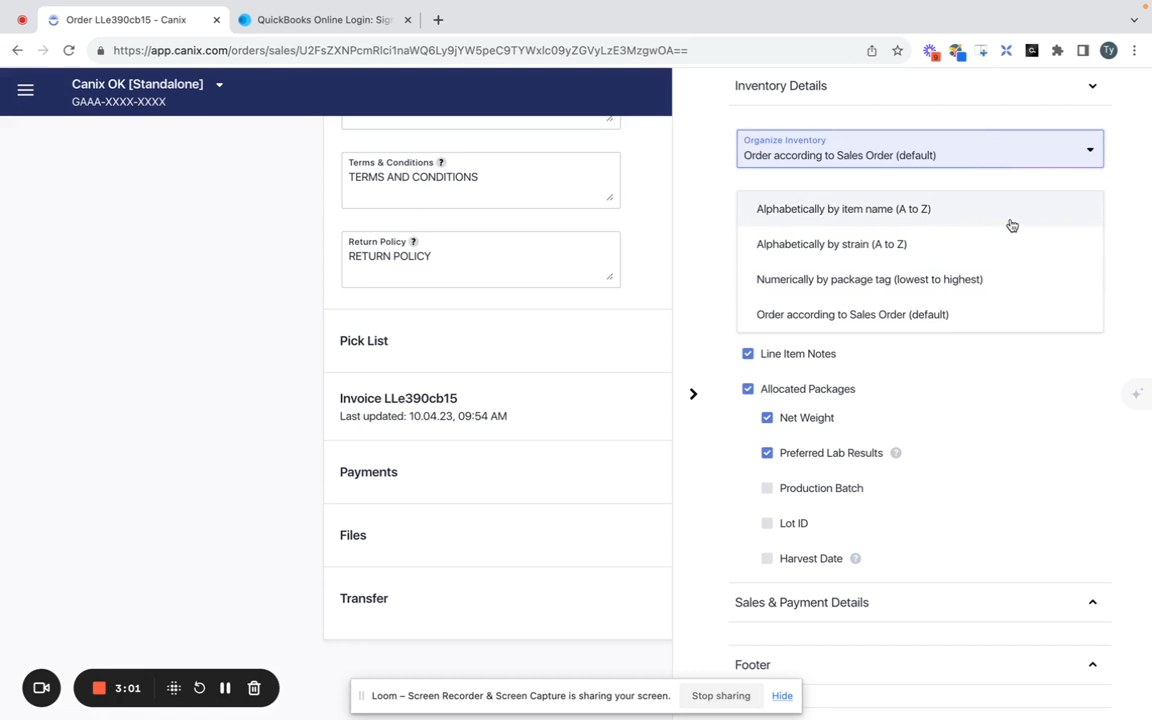 Order LLe390cb15 - Canix
QuickBooks Online Login: Sig
https://app.canix.com/orders/sales/U2FsZXNPcmRlci1naWQ6Ly9jYW5peC9TYWxlc09yZGVyLzE3MzgwOA==
Ty
Canix OK [Standalone]
GAAA-XXXX-XXXX
Terms & Conditions ?
TERMS AND CONDITIONS
Return Policy ?
RETURN POLICY
Pick List
Invoice LLe390cb15
Last updated: 10.04.23, 09:54 AM
Payments
Files
Transfer
Inventory Details
Organize Inventory
Order according to Sales Order (default)
Alphabetically by item name (A to Z)
Alphabetically by strain (A to Z)
Numerically by package tag (lowest to highest)
Order according to Sales Order (default)
Line Item Notes
Allocated Packages
Net Weight
Preferred Lab Results ?
Production Batch
Lot ID
Harvest Date ?
Sales & Payment Details
Footer
3:01
Loom – Screen Recorder & Screen Capture is sharing your screen.
Stop sharing
Hide